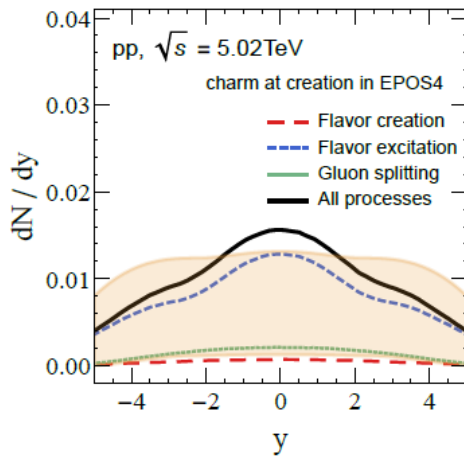 0.04
pp, √s = 5.02TeV
charm at creation in EPOS4
0.03
Flavor creation
Flavor excitation
Gluon splitting
All processes
dN / dy
0.02
0.01
0.00
−4 −2 0 2 4
y